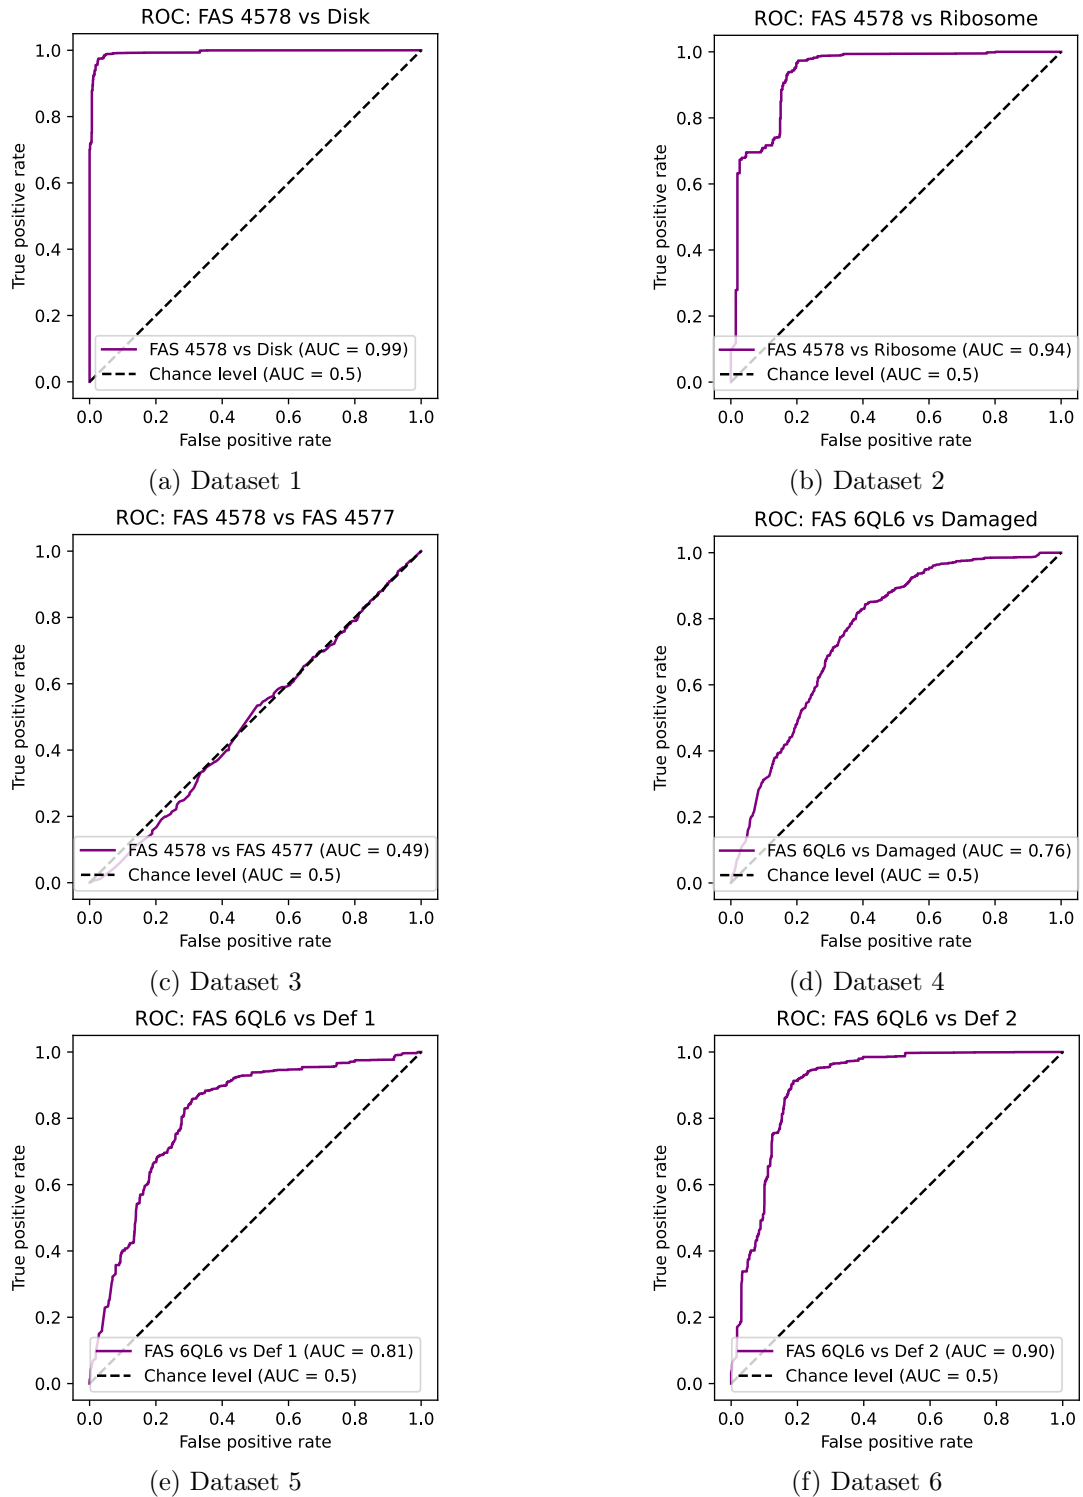 ROC: FAS 4578 vs Disk
True positive rate
1.0
0.8
0.6
0.4
0.2
0.0
FAS 4578 vs Disk (AUC = 0.99)
Chance level (AUC = 0.5)
0.0 0.2 0.4 0.6 0.8 1.0
False positive rate
(a) Dataset 1
ROC: FAS 4578 vs Ribosome
True positive rate
1.0
0.8
0.6
0.4
0.2
0.0
FAS 4578 vs Ribosome (AUC = 0.94)
Chance level (AUC = 0.5)
0.0 0.2 0.4 0.6 0.8 1.0
False positive rate
(b) Dataset 2
ROC: FAS 4578 vs FAS 4577
True positive rate
1.0
0.8
0.6
0.4
0.2
0.0
FAS 4578 vs FAS 4577 (AUC = 0.49)
Chance level (AUC = 0.5)
0.0 0.2 0.4 0.6 0.8 1.0
False positive rate
(c) Dataset 3
ROC: FAS 6QL6 vs Damaged
True positive rate
1.0
0.8
0.6
0.4
0.2
0.0
FAS 6QL6 vs Damaged (AUC = 0.76)
Chance level (AUC = 0.5)
0.0 0.2 0.4 0.6 0.8 1.0
False positive rate
(d) Dataset 4
ROC: FAS 6QL6 vs Def 1
True positive rate
1.0
0.8
0.6
0.4
0.2
0.0
FAS 6QL6 vs Def 1 (AUC = 0.81)
Chance level (AUC = 0.5)
0.0 0.2 0.4 0.6 0.8 1.0
False positive rate
(e) Dataset 5
ROC: FAS 6QL6 vs Def 2
True positive rate
1.0
0.8
0.6
0.4
0.2
0.0
FAS 6QL6 vs Def 2 (AUC = 0.90)
Chance level (AUC = 0.5)
0.0 0.2 0.4 0.6 0.8 1.0
False positive rate
(f) Dataset 6